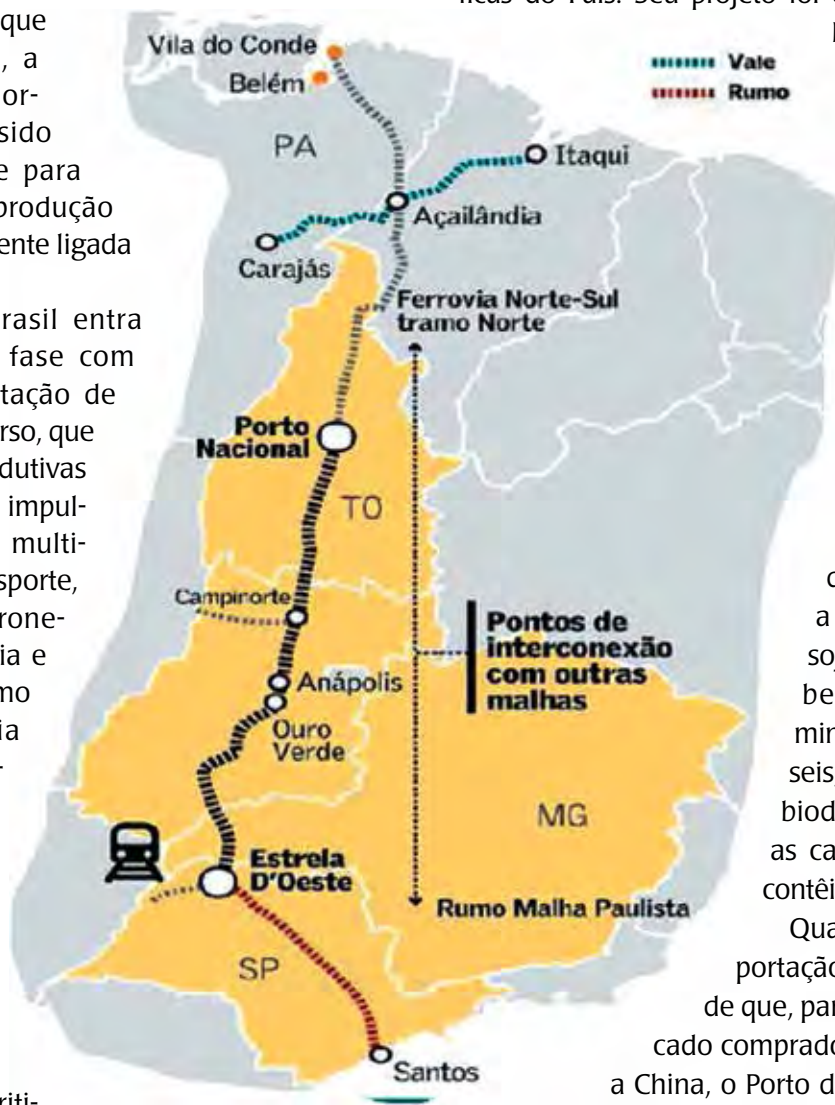 que
, a
or-
sido
e para
produção
ente ligada
rasil entra
fase com
tação de
rso, que
dutivas
impul-
multi-
sporte,
rone-
ia e
mo
ia
Vila do Conde
Belém
Vale
Rumo
PA
Itaqui
Açailândia
Carajás
Ferrovia Norte-Sul
tramo Norte
Porto
Nacional
TO
Campinorte
Pontos de
interconexão
com outras
malhas
Anápolis
Ouro
Verde
MG
Estrela
D'Oeste
Rumo Malha Paulista
SP
Santos
a
so
be
min
seis,
biod
as ca
contêi
Qua
portação
de que, par
cado comprado
a China, o Porto d